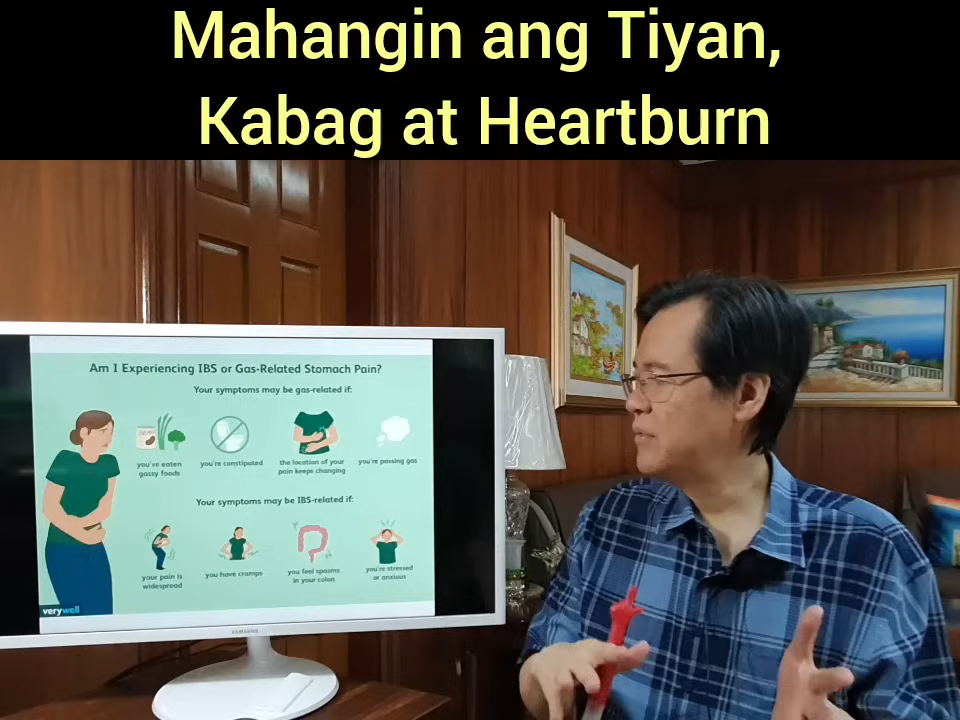 Mahangin ang Tiyan,
Kabag at Heartburn
Am I Experiencing IBS or Gas-Related Stomach Pain?
Your symptoms may be gas-related if:
you've eaten
gassy foods
you're constipated
the location of your
pain keeps changing
you're passing gas
Your symptoms may be IBS-related if:
your pain is
widespread
you have cramps
you feel spasms
in your colon
you're stressed
or anxious
verywell
SAMSUNG